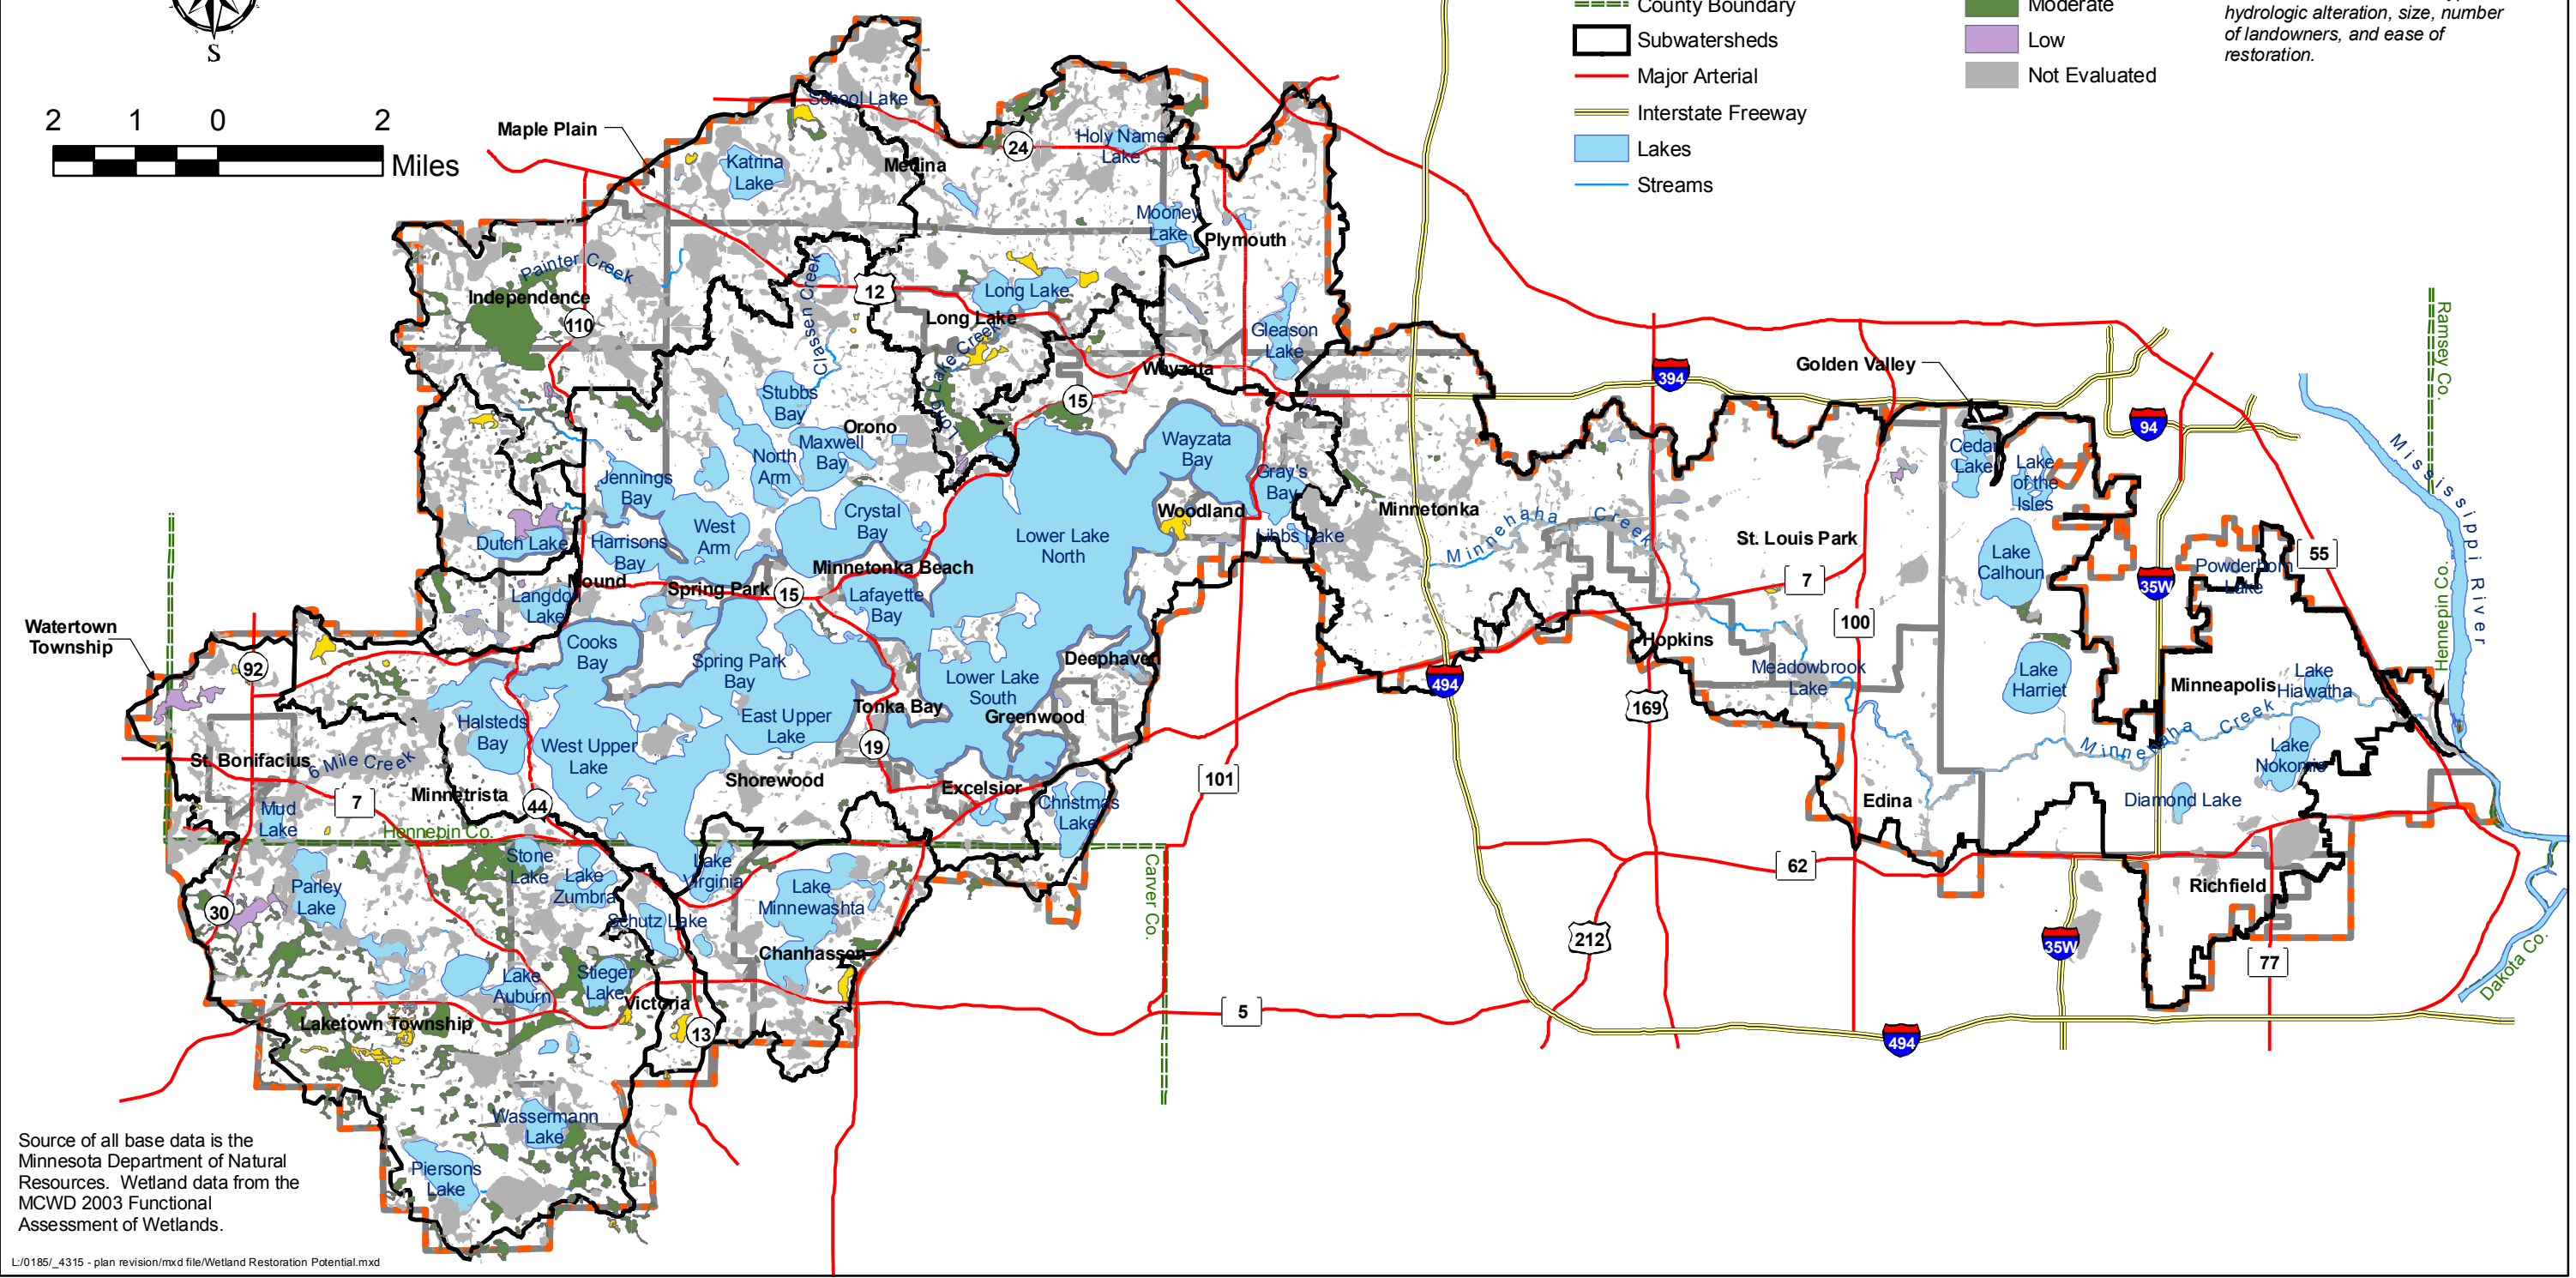 County Boundary
Moderate
hydrologic alteration, size, number
of landowners, and ease of
restoration.
Subwatersheds
Low
Major Arterial
Not Evaluated
Interstate Freeway
Lakes
Streams
S
2 1 0 2
Miles
Maple Plain
School Lake
Katrina
Lake
Medina
24
Holy Name
Lake
Mooney
Lake
Plymouth
Painter Creek
Independence
110
Classen Creek
12
Long Lake
Long Lake
Long Lake Creek
Gleason
Lake
Wayzata
15
Stubbs
Bay
Orono
Maxwell
Bay
North
Arm
Wayzata
Bay
Gray's
Bay
Jennings
Bay
West
Arm
Crystal
Bay
Woodland
Libbs Lake
Dutch Lake
Harrisons
Bay
Lower Lake
North
Minnetonka Beach
Mound
Spring Park
15
Langdon
Lake
Lafayette
Bay
Cooks
Bay
Spring Park
Bay
Lower Lake
South
Deephaven
Watertown
Township
92
Halsteds
Bay
East Upper
Lake
Tonka Bay
Greenwood
West Upper
Lake
19
St. Bonifacius
6 Mile Creek
Shorewood
Excelsior
Minnetrista
44
7
Mud
Lake
Christmas
Lake
Hennepin Co.
Carver Co.
Stone
Lake
Lake
Zumbra
Lake
Virginia
Parley
Lake
Lake
Minnewashta
30
Schutz Lake
Chanhassen
Lake
Auburn
Stieger
Lake
Victoria
Laketown Township
13
Wassermann
Lake
Piersons
Lake
394
Golden Valley
94
Ramsey Co.
Hennepin Co.
Mississippi River
Cedar
Lake
Lake
of the
Isles
Minnetonka
Minnehaha Creek
St. Louis Park
Lake
Calhoun
7
35W
Powderhorn
Lake
55
100
Hopkins
494
Meadowbrook
Lake
169
Lake
Harriet
Minneapolis
Lake
Hiawatha
Minnehaha Creek
Lake
Nokomis
101
Edina
Diamond Lake
62
Richfield
212
35W
77
Dakota Co.
5
494
Source of all base data is the
Minnesota Department of Natural
Resources. Wetland data from the
MCWD 2003 Functional
Assessment of Wetlands.
L:/0185/_4315 - plan revision/mxd file/Wetland Restoration Potential.mxd